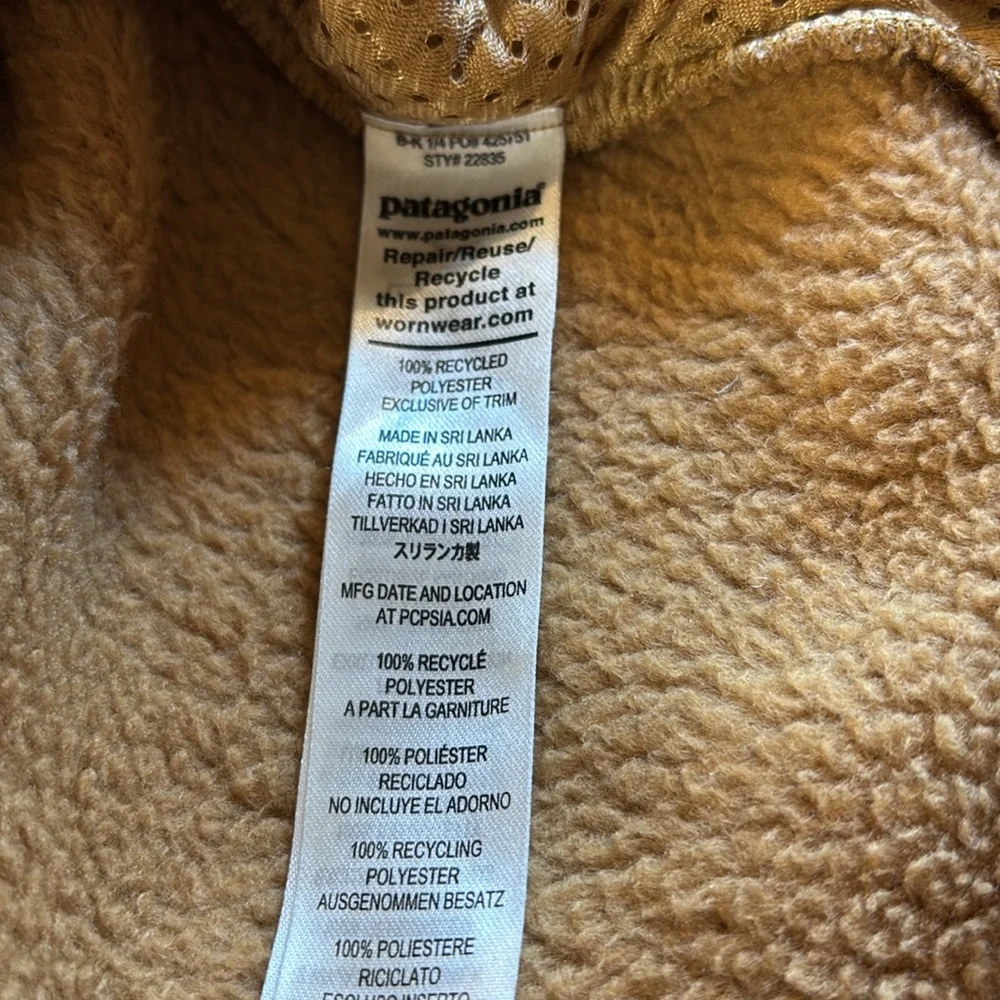 B-K 1/4 PO# 425751
STY# 22835
patagonia®
www.patagonia.com
Repair/Reuse/
Recycle
this product at
wornwear.com
100% RECYCLED
POLYESTER
EXCLUSIVE OF TRIM
MADE IN SRI LANKA
FABRIQUÉ AU SRI LANKA
HECHO EN SRI LANKA
FATTO IN SRI LANKA
TILLVERKAD I SRI LANKA
スリランカ製
MFG DATE AND LOCATION
AT PCPSIA.COM
100% RECYCLÉ
POLYESTER
A PART LA GARNITURE
100% POLIÉSTER
RECICLADO
NO INCLUYE EL ADORNO
100% RECYCLING
POLYESTER
AUSGENOMMEN BESATZ
100% POLIESTERE
RICICLATO
ESCLUSO INSERTO